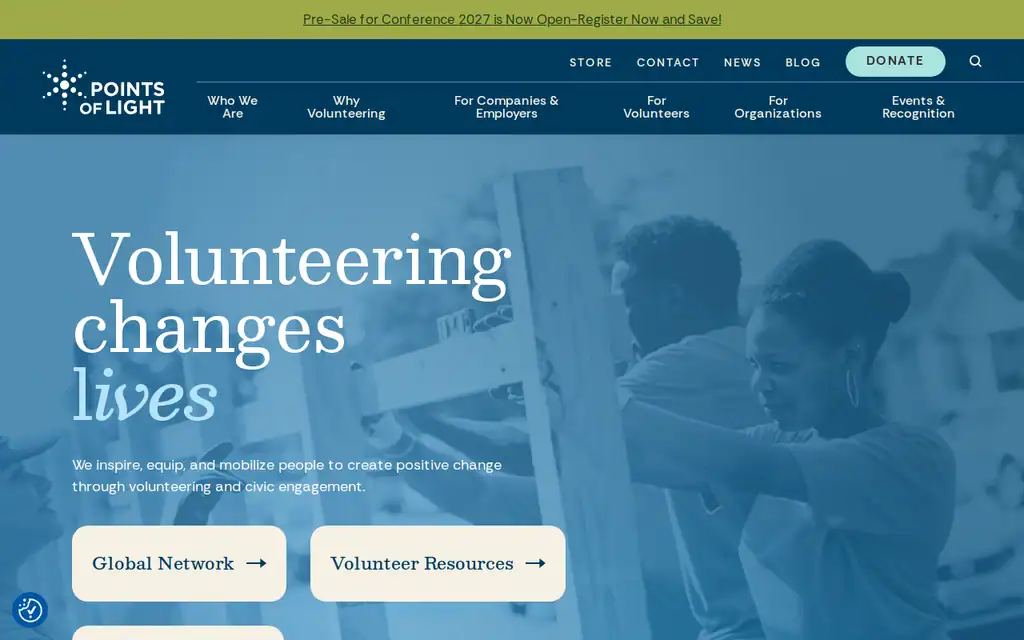 Pre-Sale for Conference 2027 is Now Open-Register Now and Save!
STORE
CONTACT
NEWS
BLOG
DONATE
POINTS
OF LIGHT
Who We
Are
Why
Volunteering
For Companies &
Employers
For
Volunteers
For
Organizations
Events &
Recognition
Volunteering
changes
lives
We inspire, equip, and mobilize people to create positive change
through volunteering and civic engagement.
Global Network
Volunteer Resources